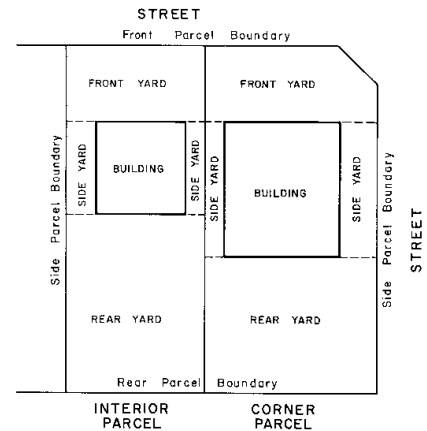 STREET
Front Parcel Boundary
FRONT YARD
FRONT YARD
Side Parcel Boundary
SIDE YARD
BUILDING
SIDE YARD
SIDE YARD
BUILDING
SIDE YARD
Side Parcel Boundary
STREET
REAR YARD
REAR YARD
Rear Parcel Boundary
INTERIOR
PARCEL
CORNER
PARCEL